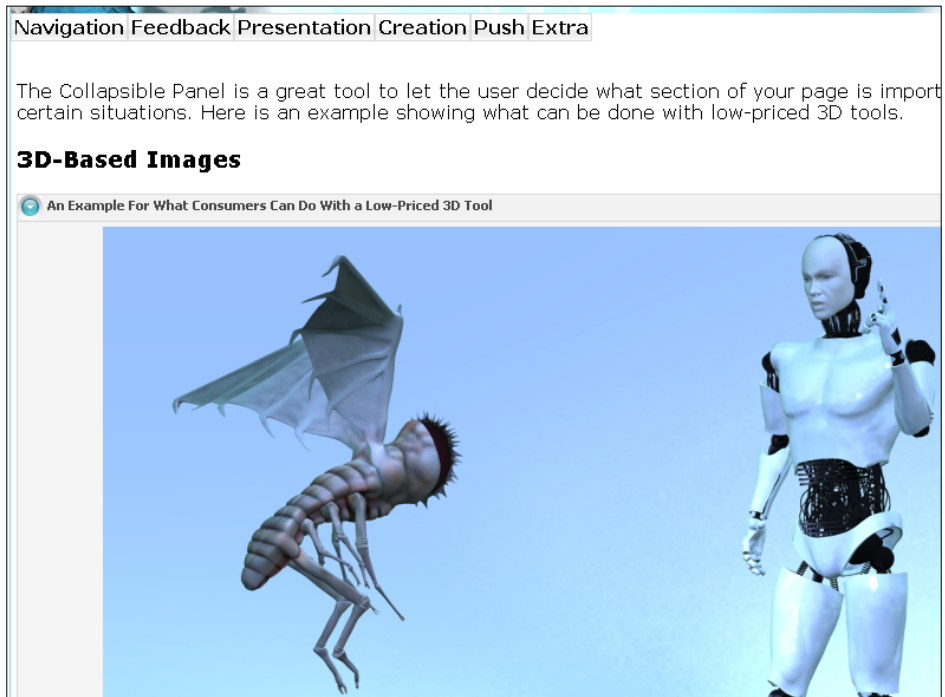 Navigation Feedback Presentation Creation Push Extra
The Collapsible Panel is a great tool to let the user decide what section of your page is import
certain situations. Here is an example showing what can be done with low-priced 3D tools.
3D-Based Images
An Example For What Consumers Can Do With a Low-Priced 3D Tool